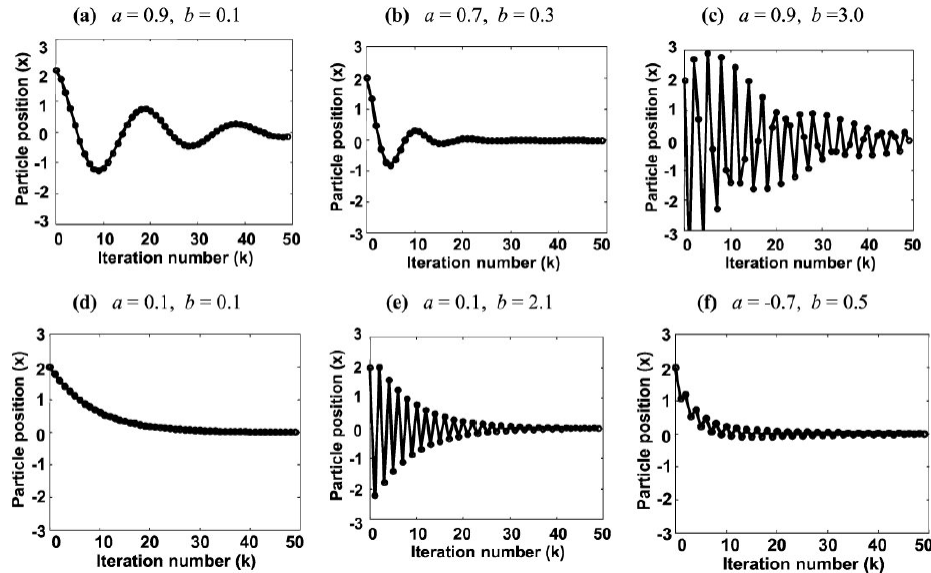 (a) a = 0.9, b = 0.1
(b) a = 0.7, b = 0.3
(c) a = 0.9, b =3.0
Particle position (x)
3
2
1
0
-1
-2
-3
0 10 20 30 40 50
Iteration number (k)
Particle position (x)
3
2
1
0
-1
-2
-3
0 10 20 30 40 50
Iteration number (k)
Particle position (x)
3
2
1
0
-1
-2
-3
0 10 20 30 40 50
Iteration number (k)
(d) a = 0.1, b = 0.1
(e) a = 0.1, b = 2.1
(f) a = -0.7, b = 0.5
Particle position (x)
3
2
1
0
-1
-2
-3
0 10 20 30 40 50
Iteration number (k)
Particle position (x)
3
2
1
0
-1
-2
-3
0 10 20 30 40 50
Iteration number (k)
Particle position (x)
3
2
1
0
-1
-2
-3
0 10 20 30 40 50
Iteration number (k)